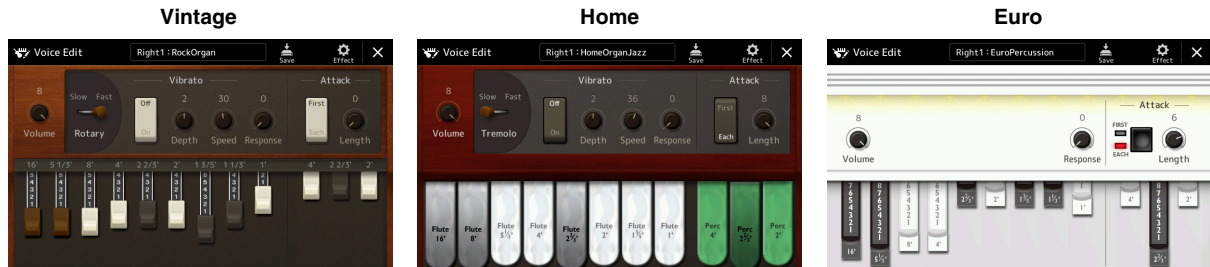 Vintage
Voice Edit
Right1 : RockOrgan
Save
Effect
Vibrato
Attack
8
Slow Fast
Off
On
2
30
0
First
Each
0
Volume
Rotary
Depth
Speed
Response
Length
16' 5 1/3' 8' 4' 2 2/3' 2' 1 3/5' 1 1/3' 1' 4' 2 2/3' 2'
Home
Voice Edit
Right1 : HomeOrganJazz
Save
Effect
Vibrato
Attack
8
Slow Fast
Off
On
2
36
0
First
Each
8
Volume
Tremolo
Depth
Speed
Response
Length
Flute 16'
Flute 8'
Flute 5⅓'
Flute 4'
Flute 2⅔'
Flute 2'
Flute 1⅗'
Flute 1'
Perc 4'
Perc 2⅔'
Perc 2'
Euro
Voice Edit
Right1 : EuroPercussion
Save
Effect
Attack
8
0
FIRST
EACH
6
Volume
Response
Length
16'
5⅓'
8'
4'
2⅔'
2'
1⅗'
1⅓'
1'
4'
2⅔'
2'